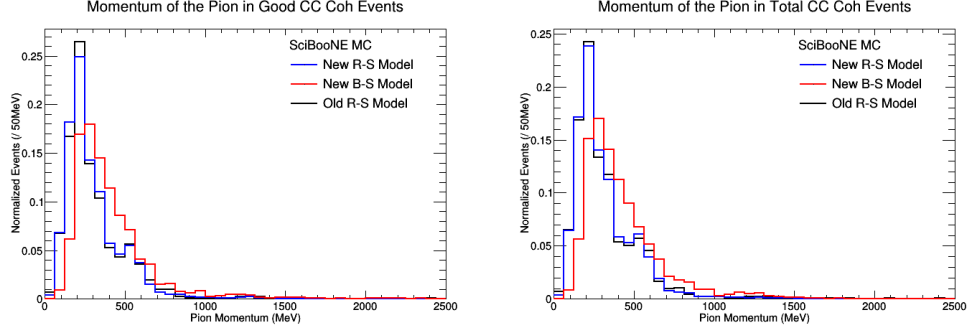 Momentum of the Pion in Good CC Coh Events
SciBooNE MC
New R-S Model
New B-S Model
Old R-S Model
Normalized Events (/ 50MeV)
0.25
0.2
0.15
0.1
0.05
0
0 500 1000 1500 2000 2500
Pion Momentum (MeV)
Momentum of the Pion in Total CC Coh Events
SciBooNE MC
New R-S Model
New B-S Model
Old R-S Model
Normalized Events (/ 50MeV)
0.25
0.2
0.15
0.1
0.05
0
0 500 1000 1500 2000 2500
Pion Momentum (MeV)